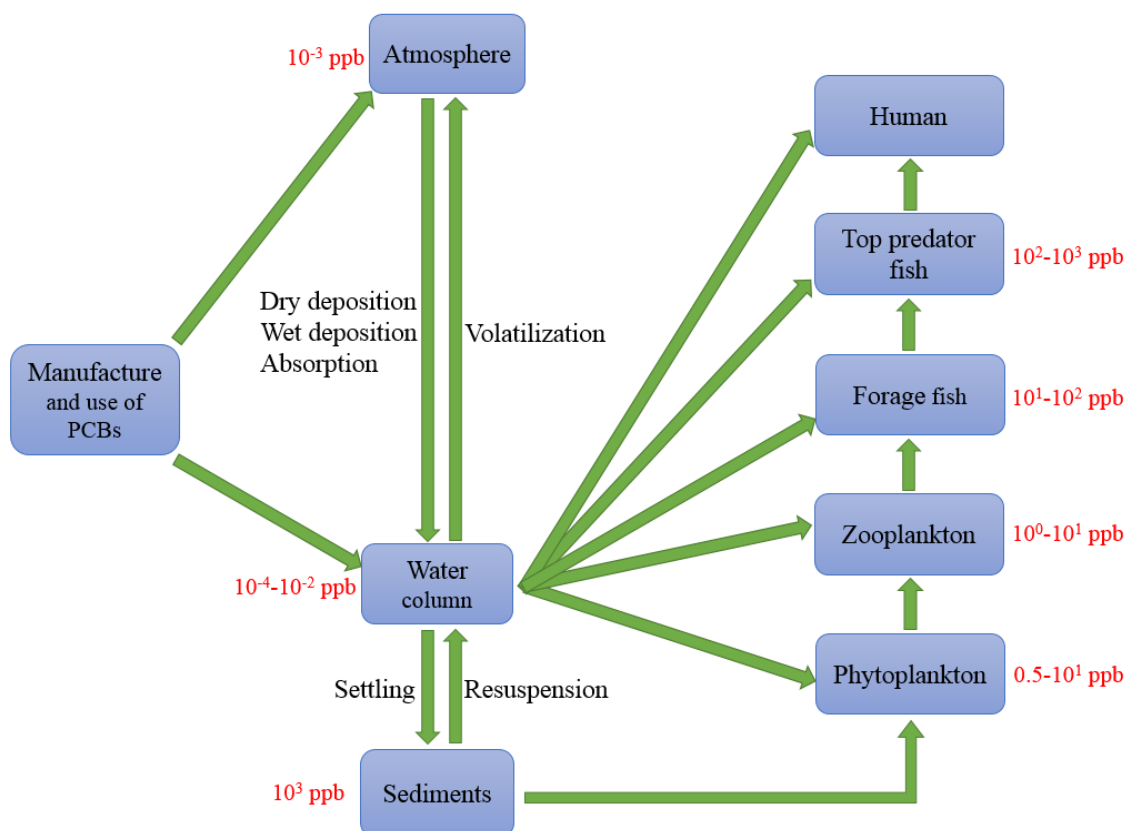 10⁻³ ppb
Atmosphere
Human
Top predator
fish
10²-10³ ppb
Dry deposition
Wet deposition
Absorption
Volatilization
Manufacture
and use of
PCBs
Forage fish
10¹-10² ppb
Zooplankton
10⁰-10¹ ppb
10⁻⁴-10⁻² ppb
Water
column
Phytoplankton
0.5-10¹ ppb
Settling
Resuspension
10³ ppb
Sediments